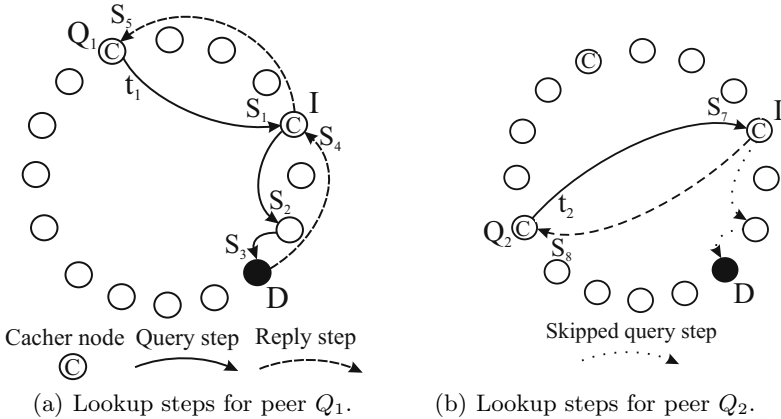 S5
Q1 C
t1
I
S1 C
S4
S2
S3
D
Cacher node Query step Reply step
C
(a) Lookup steps for peer Q1.
C
S7 I
C
t2
Q2 C
S8
D
Skipped query step
(b) Lookup steps for peer Q2.